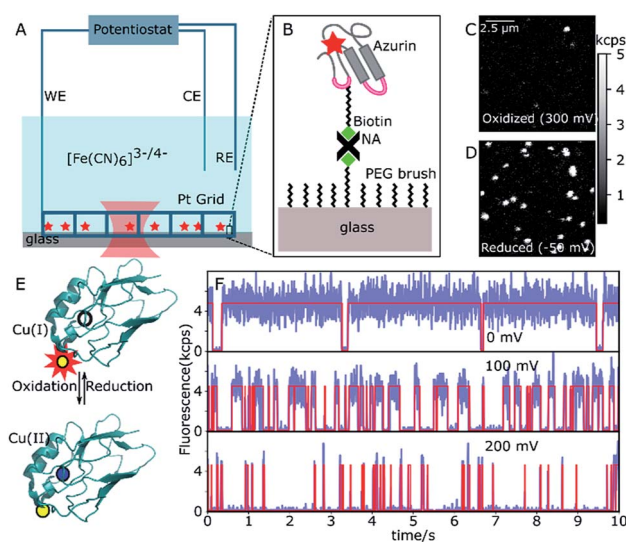 A
Potentiostat
WE
CE
RE
[Fe(CN)6]3-/4-
Pt Grid
glass
B
Azurin
Biotin
NA
PEG brush
glass
C
2.5 μm
Oxidized (300 mV)
D
Reduced (-50 mV)
kcps
5
4
3
2
1
E
Cu(I)
Oxidation
Reduction
Cu(II)
F
Fluorescence(kcps)
4
0
0 mV
4
0
100 mV
4
0
200 mV
0 1 2 3 4 5 6 7 8 9 10
time/s